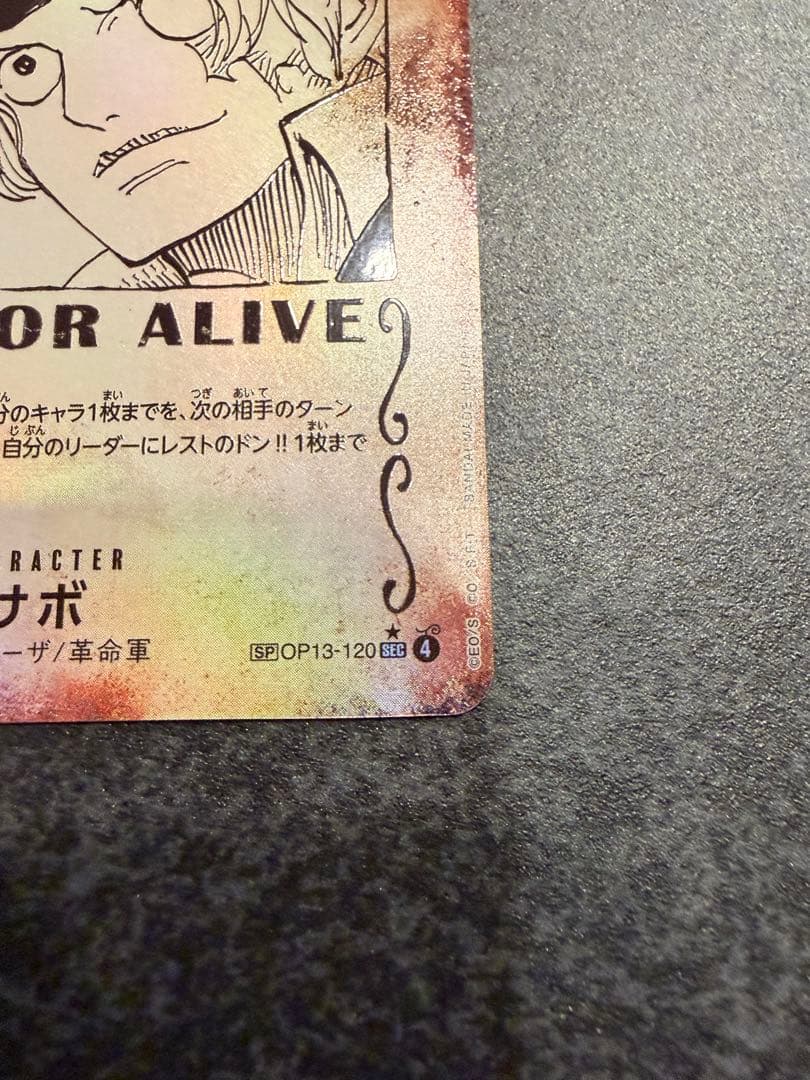 OR ALIVE
分のキャラ1枚までを、次の相手のターン
自分のリーダーにレストのドン!! 1枚まで
RACTER
サボ
ーザ/革命軍
SP OP13-120 SEC 4
©EO/S. ©O. S.F.T. BANDAI MADE IN